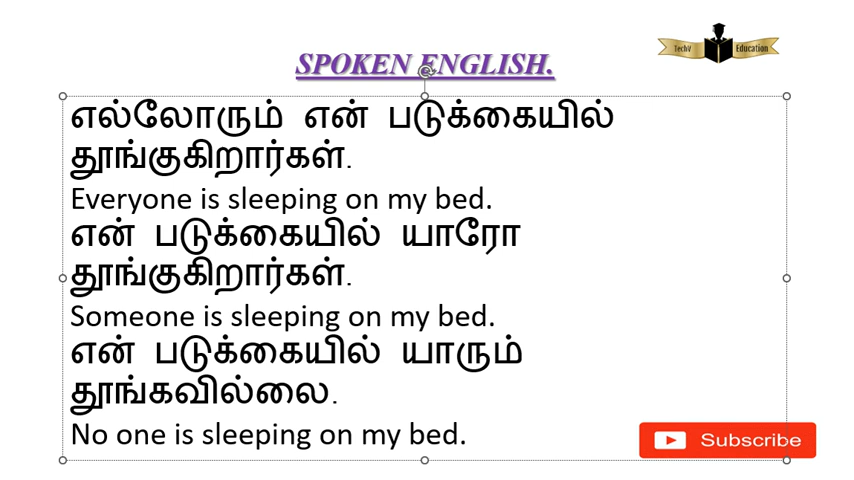 SPOKEN ENGLISH.
TechV Education
எல்லோரும் என் படுக்கையில்
தூங்குகிறார்கள்.
Everyone is sleeping on my bed.
என் படுக்கையில் யாரோ
தூங்குகிறார்கள்.
Someone is sleeping on my bed.
என் படுக்கையில் யாரும்
தூங்கவில்லை.
No one is sleeping on my bed.
Subscribe